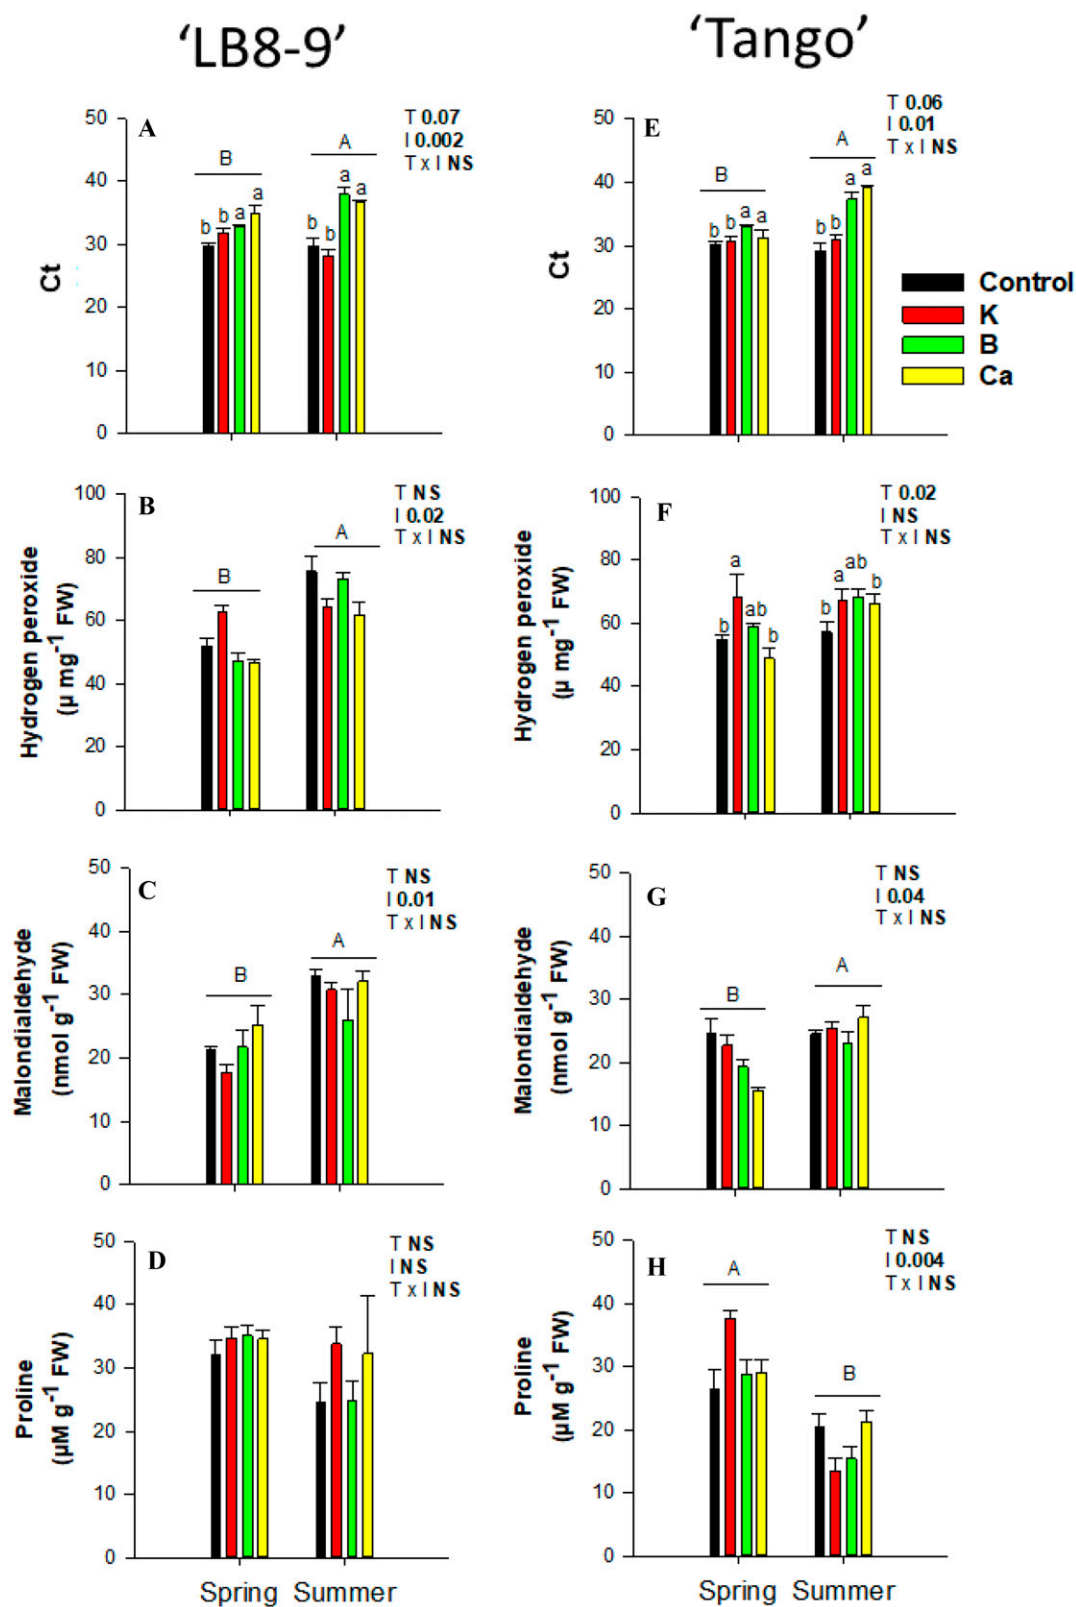 ‘LB8-9’
‘Tango’
A
T 0.07
I 0.002
T x I NS
50
40
30
20
10
0
Ct
B
A
b b a a
b b a a
E
T 0.06
I 0.01
T x I NS
50
40
30
20
10
0
Ct
B
A
b b a a
b b a a
Control
K
B
Ca
B
T NS
I 0.02
T x I NS
100
80
60
40
20
0
Hydrogen peroxide
(µ mg-1 FW)
B
A
F
T 0.02
I NS
T x I NS
100
80
60
40
20
0
Hydrogen peroxide
(µ mg-1 FW)
b a ab b
b a ab b
C
T NS
I 0.01
T x I NS
50
40
30
20
10
0
Malondialdehyde
(nmol g-1 FW)
B
A
G
T NS
I 0.04
T x I NS
50
40
30
20
10
0
Malondialdehyde
(nmol g-1 FW)
B
A
D
T NS
I NS
T x I NS
50
40
30
20
10
0
Proline
(µM g-1 FW)
Spring Summer
H
T NS
I 0.004
T x I NS
50
40
30
20
10
0
Proline
(µM g-1 FW)
A
B
Spring Summer